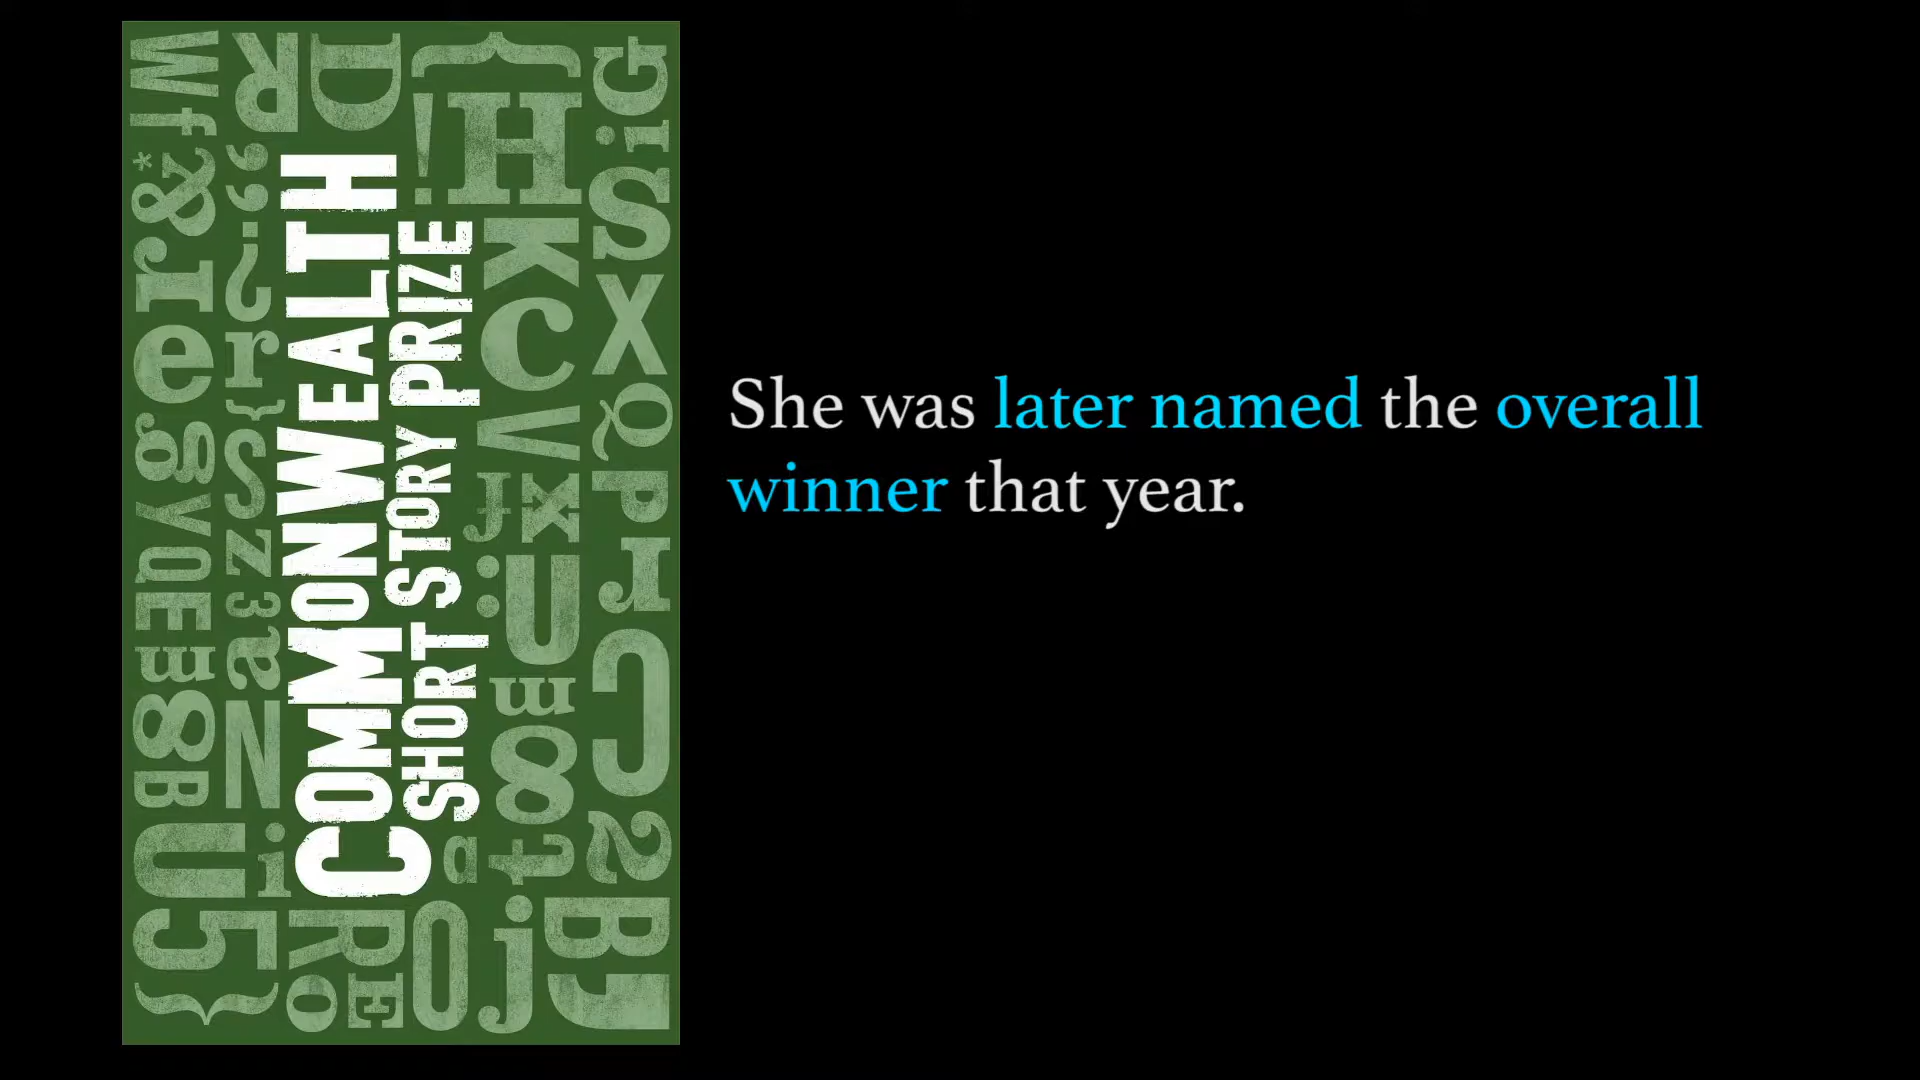 COMMONWEALTH
SHORT STORY PRIZE
She was later named the overall
winner that year.